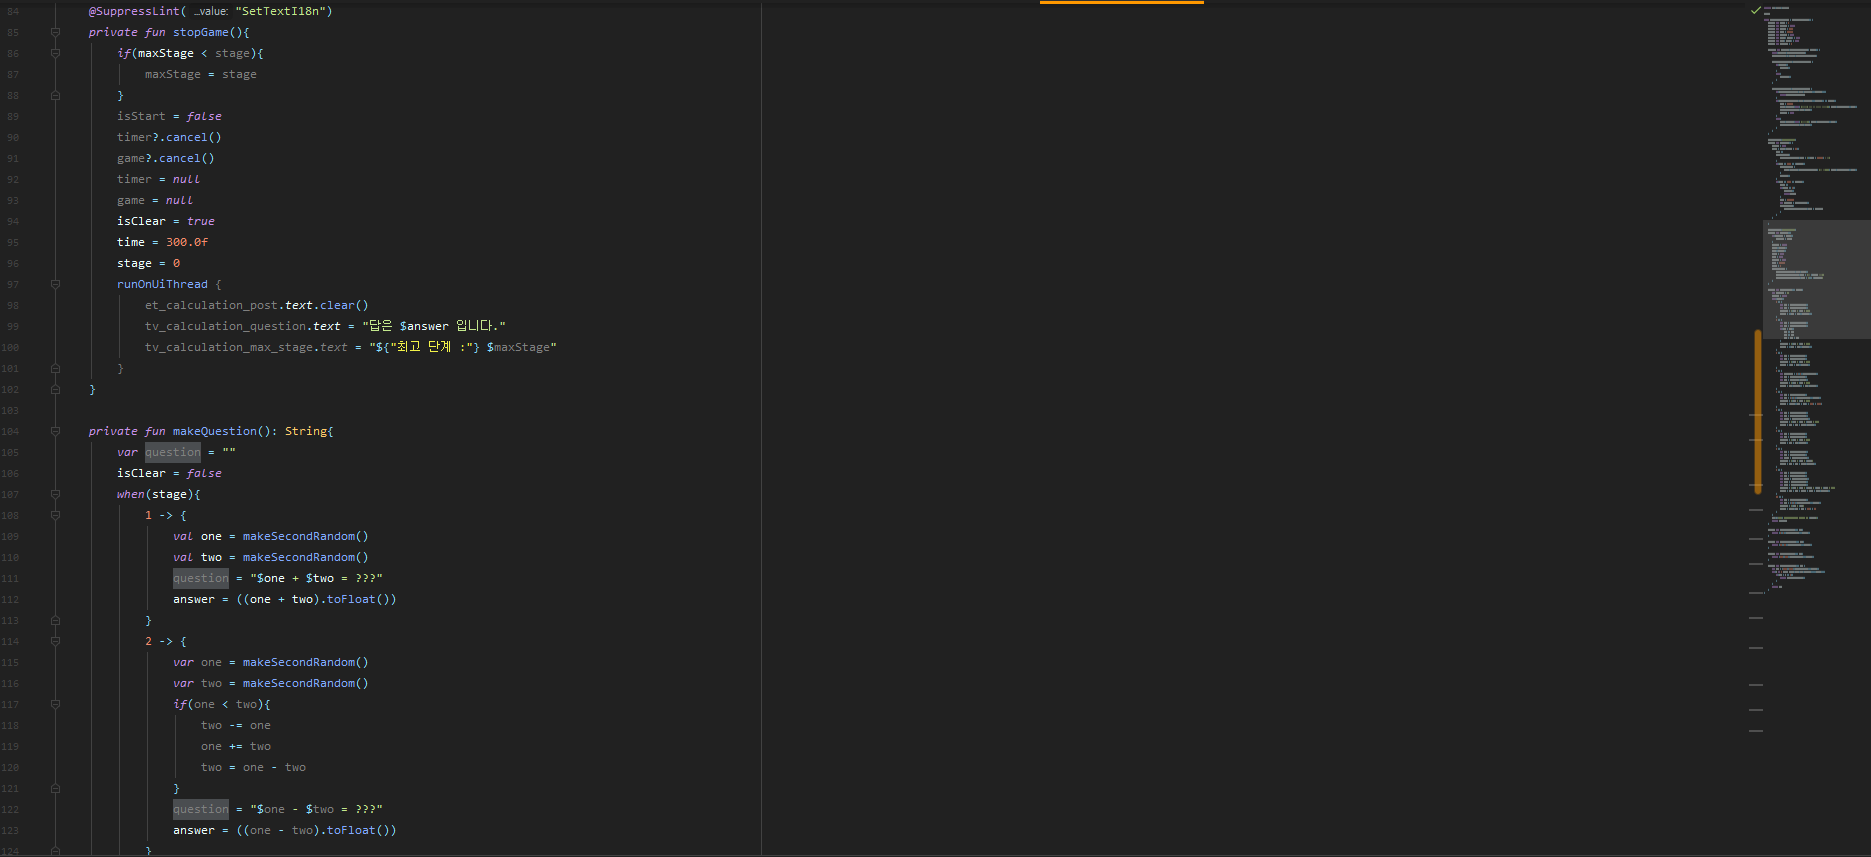 84 @SuppressLint( …value: "SetTextI18n")
85 private fun stopGame(){
86 if(maxStage < stage){
87 maxStage = stage
88 }
89 isStart = false
90 timer?.cancel()
91 game?.cancel()
92 timer = null
93 game = null
94 isClear = true
95 time = 300.0f
96 stage = 0
97 runOnUiThread {
98 et_calculation_post.text.clear()
99 tv_calculation_question.text = "답은 $answer 입니다."
100 tv_calculation_max_stage.text = "${"최고 단계 :"} $maxStage"
101 }
102 }
103
104 private fun makeQuestion(): String{
105 var question = ""
106 isClear = false
107 when(stage){
108 1 -> {
109 val one = makeSecondRandom()
110 val two = makeSecondRandom()
111 question = "$one + $two = ???"
112 answer = ((one + two).toFloat())
113 }
114 2 -> {
115 var one = makeSecondRandom()
116 var two = makeSecondRandom()
117 if(one < two){
118 two -= one
119 one += two
120 two = one - two
121 }
122 question = "$one - $two = ???"
123 answer = ((one - two).toFloat())
124 }